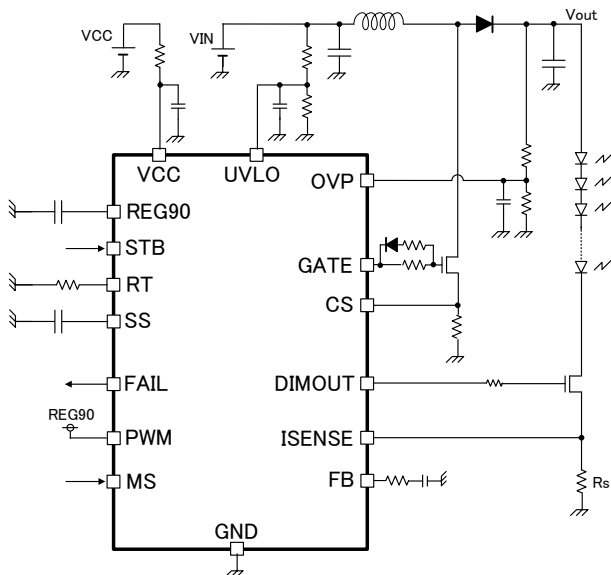 VCC
VIN
Vout
VCC
UVLO
OVP
REG90
STB
GATE
RT
CS
SS
FAIL
DIMOUT
REG90
PWM
ISENSE
MS
FB
Rs
GND